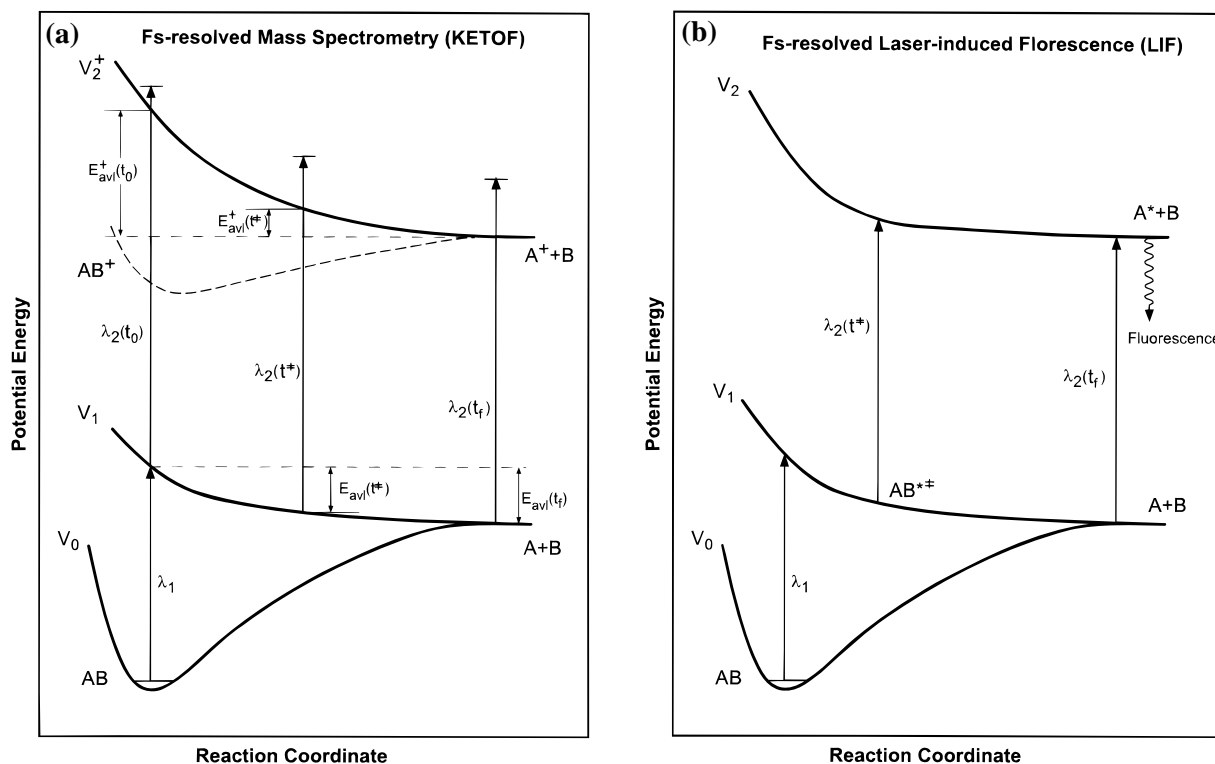 (a)
Fs-resolved Mass Spectrometry (KETOF)
V₂⁺
E⁺avl(t₀)
E⁺avl(t‡)
AB⁺
A⁺+B
λ₂(t₀)
λ₂(t‡)
λ₂(tf)
V₁
Eavl(t‡)
Eavl(tf)
V₀
A+B
λ₁
AB
Potential Energy
Reaction Coordinate
(b)
Fs-resolved Laser-induced Florescence (LIF)
V₂
A*+B
λ₂(t‡)
Fluorescence
λ₂(tf)
V₁
AB*‡
A+B
V₀
λ₁
AB
Potential Energy
Reaction Coordinate